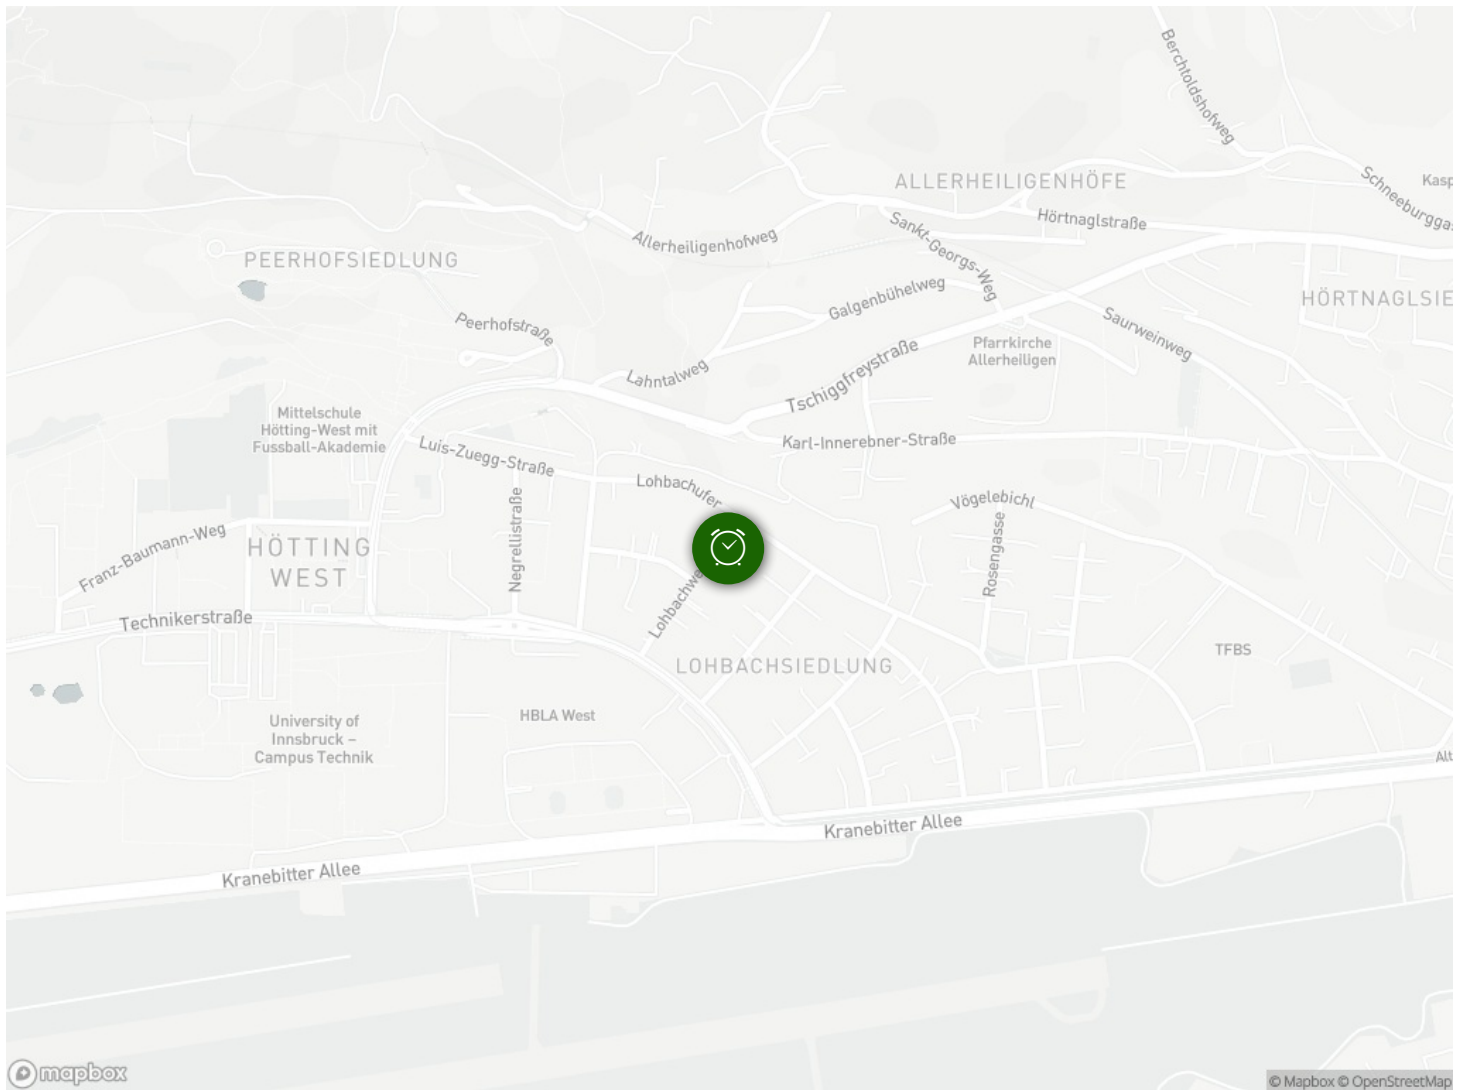 Berchtoldshofweg
ALLERHEILIGENHÖFE
Kasp
Schneeburggas
Hörtnaglstraße
Sankt-Georgs-Weg
Allerheiligenhofweg
PEERHOFSIEDLUNG
Galgenbühelweg
HÖRTNAGLSIE
Peerhofstraße
Saurweinweg
Pfarrkirche
Allerheiligen
Tschiggfreystraße
Lahntalweg
Mittelschule
Hötting-West mit
Fussball-Akademie
Karl-Innerebner-Straße
Luis-Zuegg-Straße
Lohbachufer
Vögelebichl
Negrellistraße
Rosengasse
Franz-Baumann-Weg
HÖTTING
WEST
Lohbachwe
Technikerstraße
TFBS
LOHBACHSIEDLUNG
HBLA West
University of
Innsbruck –
Campus Technik
Alt
Kranebitter Allee
Kranebitter Allee
mapbox
© Mapbox © OpenStreetMap